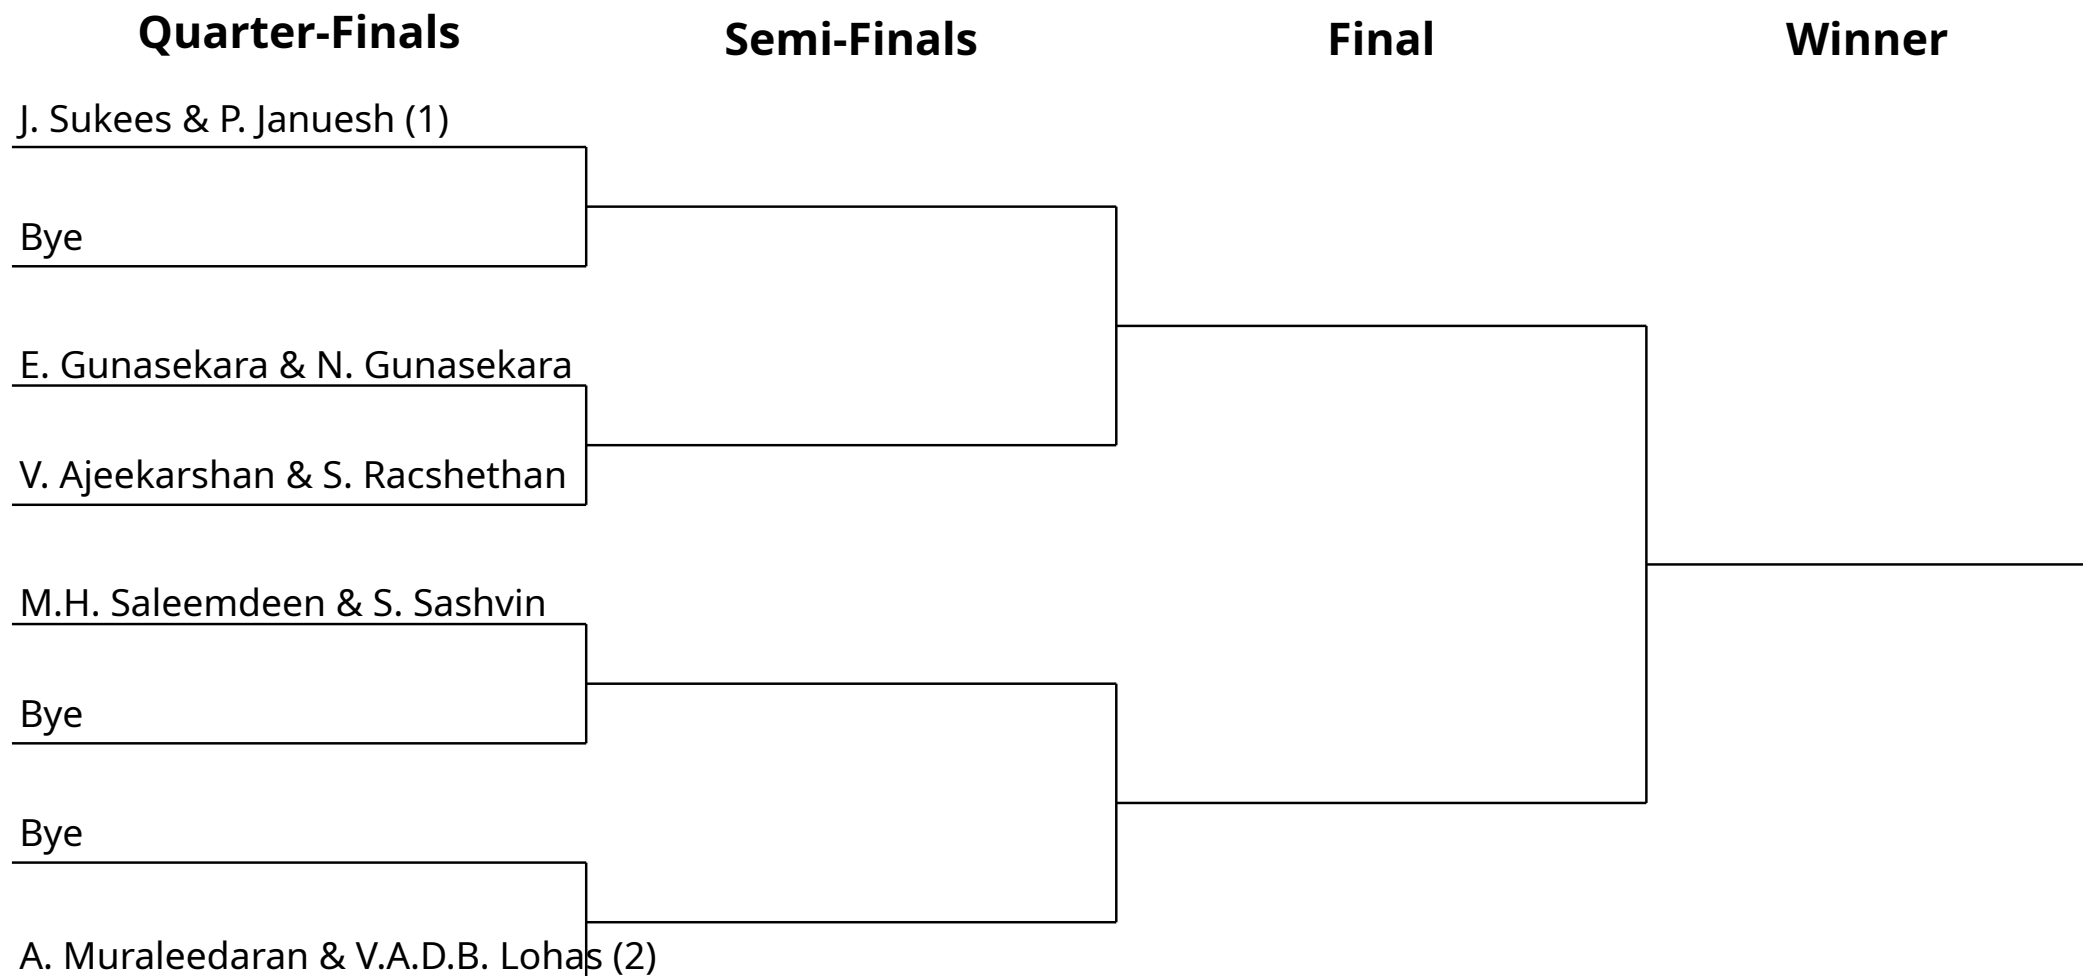 Quarter-Finals Semi-Finals Final Winner
J. Sukees & P. Januesh (1)
Bye
E. Gunasekara & N. Gunasekara
V. Ajeekarshan & S. Racshethan
M.H. Saleemdeen & S. Sashvin
Bye
Bye
A. Muraleedaran & V.A.D.B. Lohas (2)